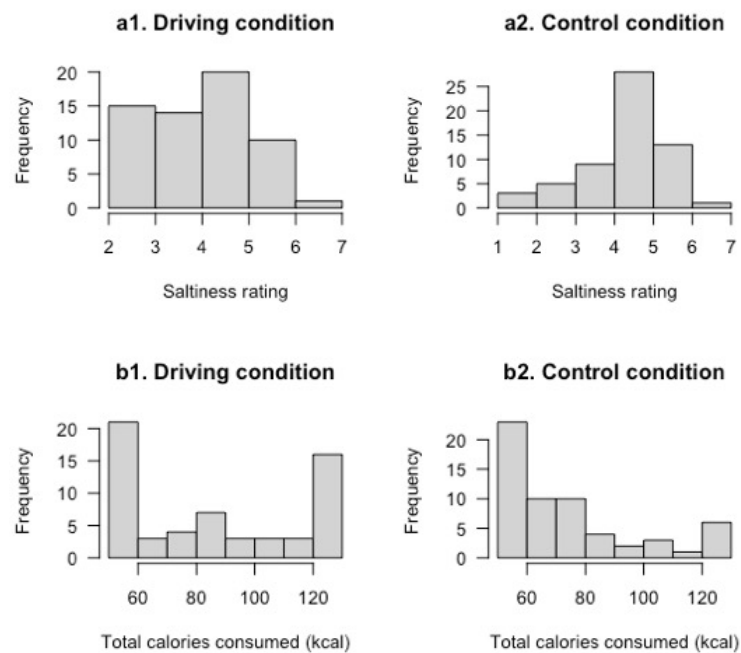 a1. Driving condition
Frequency
20
15
10
5
0
2 3 4 5 6 7
Saltiness rating
a2. Control condition
Frequency
25
20
15
10
5
0
1 2 3 4 5 6 7
Saltiness rating
b1. Driving condition
Frequency
20
15
10
5
0
60 80 100 120
Total calories consumed (kcal)
b2. Control condition
Frequency
20
15
10
5
0
60 80 100 120
Total calories consumed (kcal)